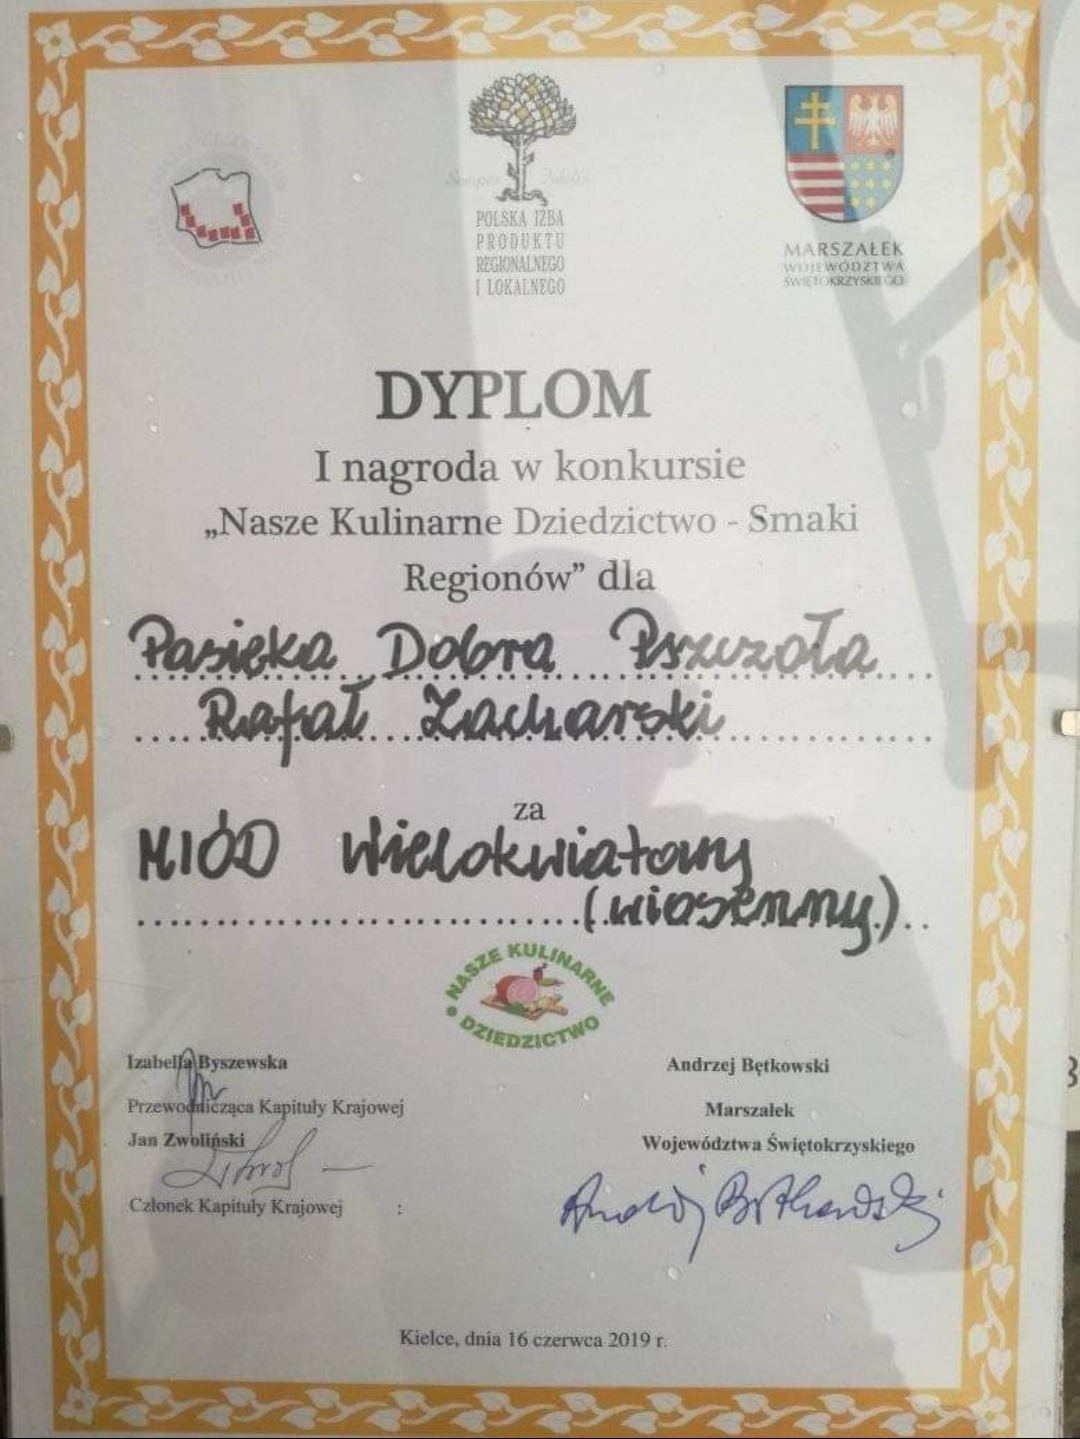 POLSKA IZBA
PRODUKTU
REGIONALNEGO
I LOKALNEGO
MARSZAŁEK
WOJEWÓDZTWA
ŚWIĘTOKRZYSKIEGO
DYPLOM
I nagroda w konkursie
„Nasze Kulinarne Dziedzictwo - Smaki
Regionów” dla
Pasieka Dobra Pszczoła
Rafał Zacharski
za
MIÓD Wielokwiatowy
(wiosenny)
NASZE KULINARNE
DZIEDZICTWO
Izabella Byszewska
Przewodnicząca Kapituły Krajowej
Jan Zwoliński
Członek Kapituły Krajowej :
Andrzej Bętkowski
Marszałek
Województwa Świętokrzyskiego
Andrzej Bętkowski
Kielce, dnia 16 czerwca 2019 r.